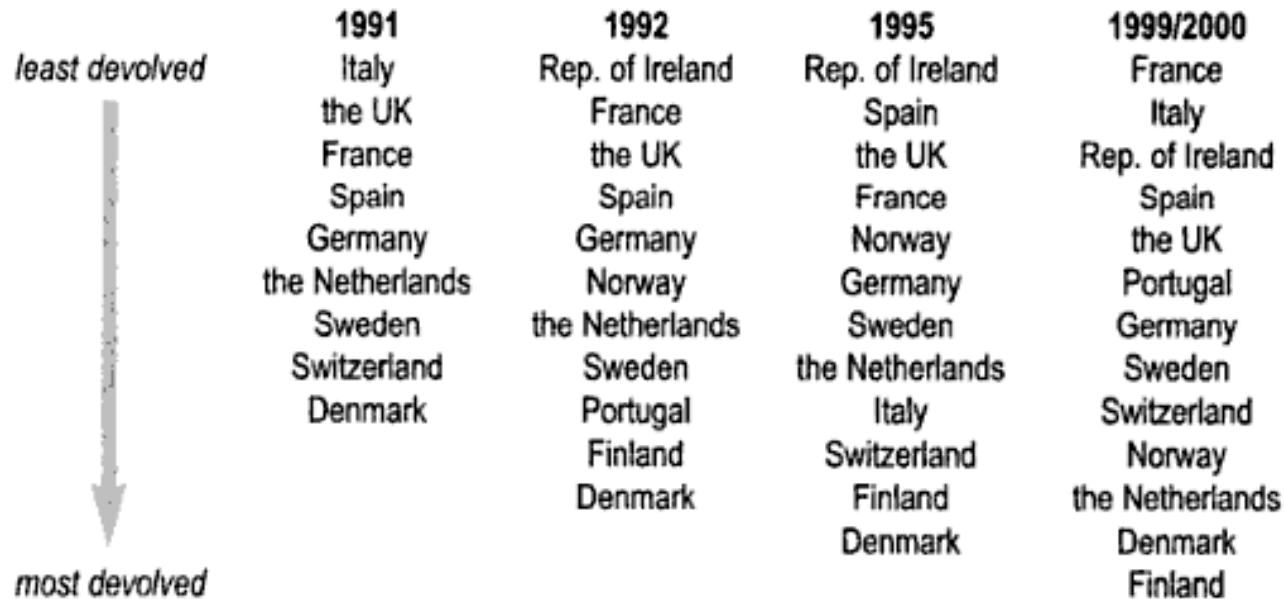 1991 1992 1995 1999/2000
least devolved Italy Rep. of Ireland Rep. of Ireland France
the UK France Spain Italy
France the UK the UK Rep. of Ireland
Spain Spain France Spain
Germany Germany Norway the UK
the Netherlands Norway Germany Portugal
Sweden the Netherlands Sweden Germany
Switzerland Sweden the Netherlands Sweden
Denmark Portugal Italy Switzerland
Finland Switzerland Norway
Denmark Finland the Netherlands
Denmark Denmark
most devolved Finland